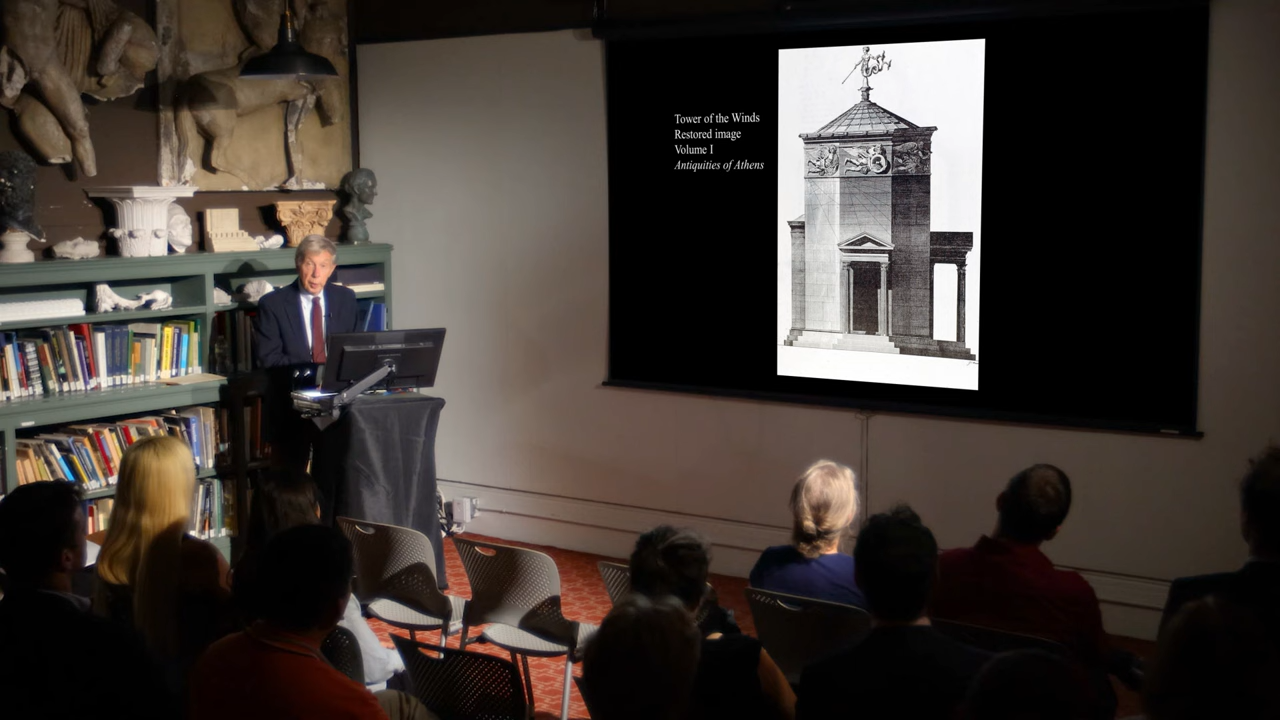 Tower of the Winds
Restored image
Volume I
Antiquities of Athens